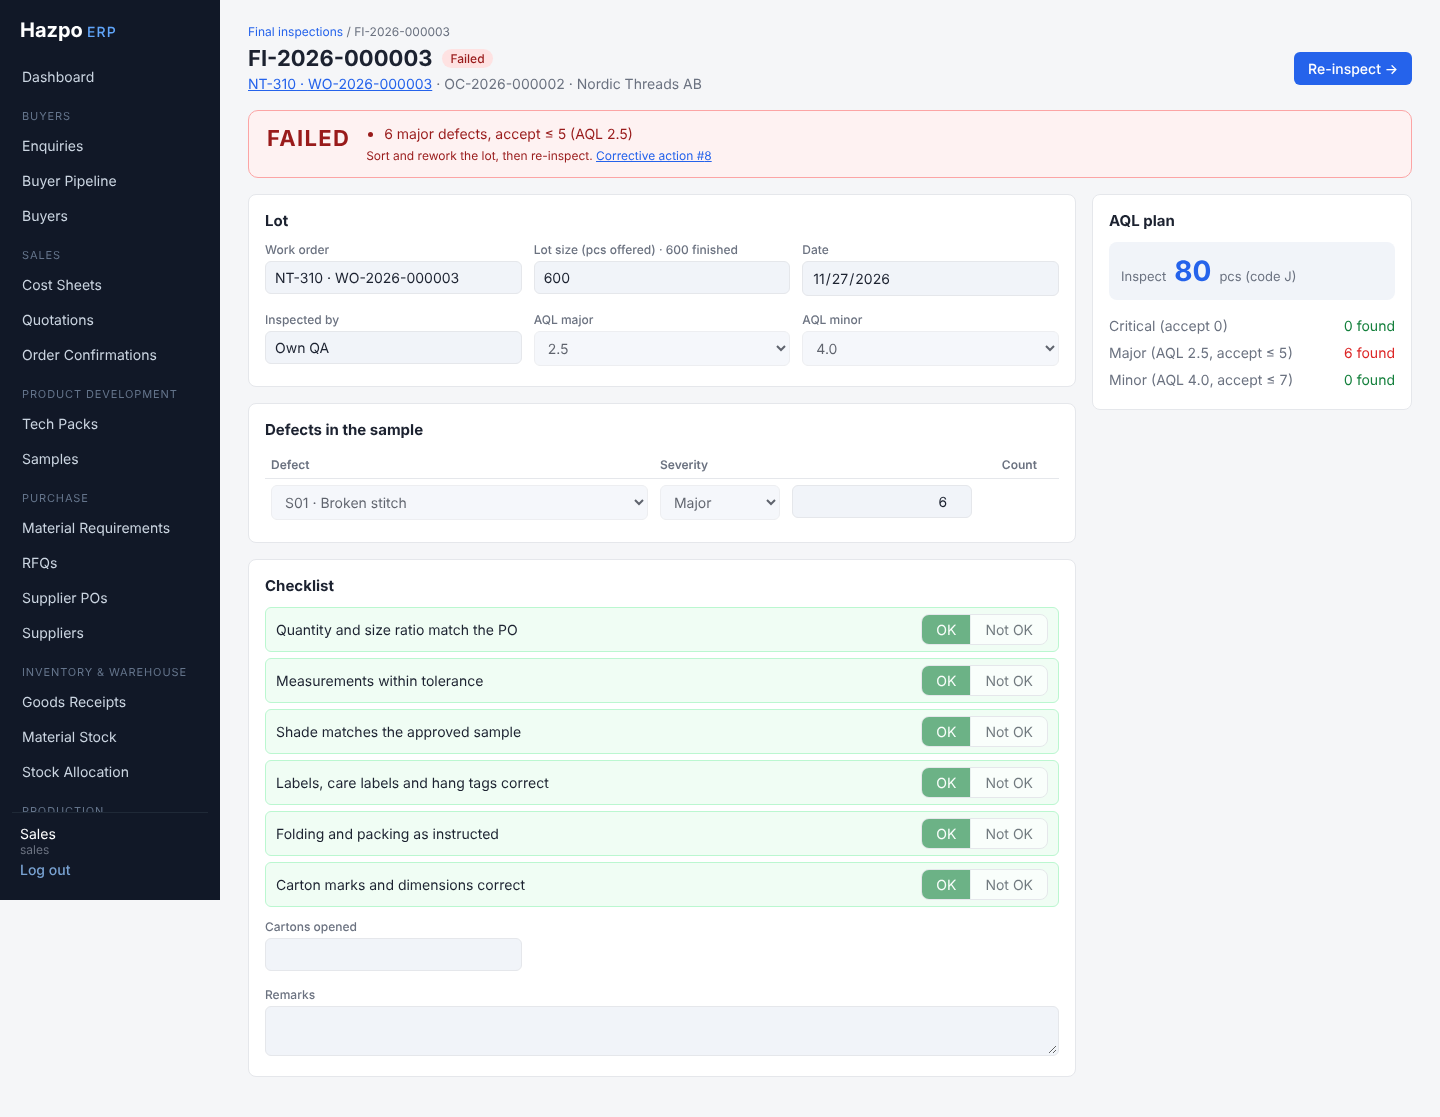 Hazpo ERP
Dashboard
BUYERS
Enquiries
Buyer Pipeline
Buyers
SALES
Cost Sheets
Quotations
Order Confirmations
PRODUCT DEVELOPMENT
Tech Packs
Samples
PURCHASE
Material Requirements
RFQs
Supplier POs
Suppliers
INVENTORY & WAREHOUSE
Goods Receipts
Material Stock
Stock Allocation
PRODUCTION
Sales
sales
Log out
Final inspections / FI-2026-000003
FI-2026-000003 Failed
NT-310 · WO-2026-000003 · OC-2026-000002 · Nordic Threads AB
Re-inspect →
FAILED
• 6 major defects, accept ≤ 5 (AQL 2.5)
Sort and rework the lot, then re-inspect. Corrective action #8
Lot
Work order
NT-310 · WO-2026-000003
Lot size (pcs offered) · 600 finished
600
Date
11/27/2026
Inspected by
Own QA
AQL major
2.5
AQL minor
4.0
Defects in the sample
Defect Severity Count
S01 · Broken stitch Major 6
Checklist
Quantity and size ratio match the PO OK Not OK
Measurements within tolerance OK Not OK
Shade matches the approved sample OK Not OK
Labels, care labels and hang tags correct OK Not OK
Folding and packing as instructed OK Not OK
Carton marks and dimensions correct OK Not OK
Cartons opened
Remarks
AQL plan
Inspect 80 pcs (code J)
Critical (accept 0) 0 found
Major (AQL 2.5, accept ≤ 5) 6 found
Minor (AQL 4.0, accept ≤ 7) 0 found